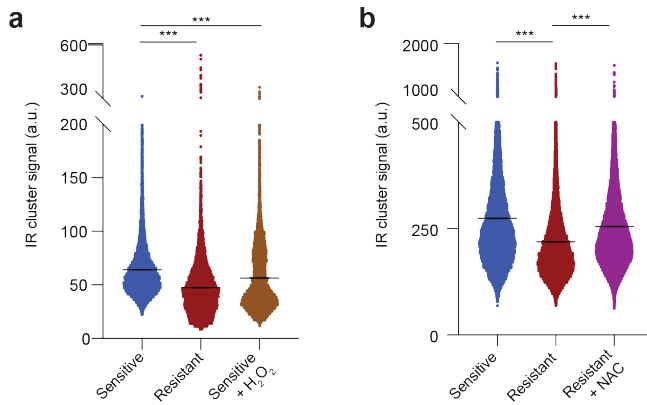 a
***
***
600
300
200
150
100
50
0
IR cluster signal (a.u.)
Sensitive
Resistant
Sensitive
+ H2O2
b
***
***
2000
1000
500
250
0
IR cluster signal (a.u.)
Sensitive
Resistant
Resistant
+ NAC